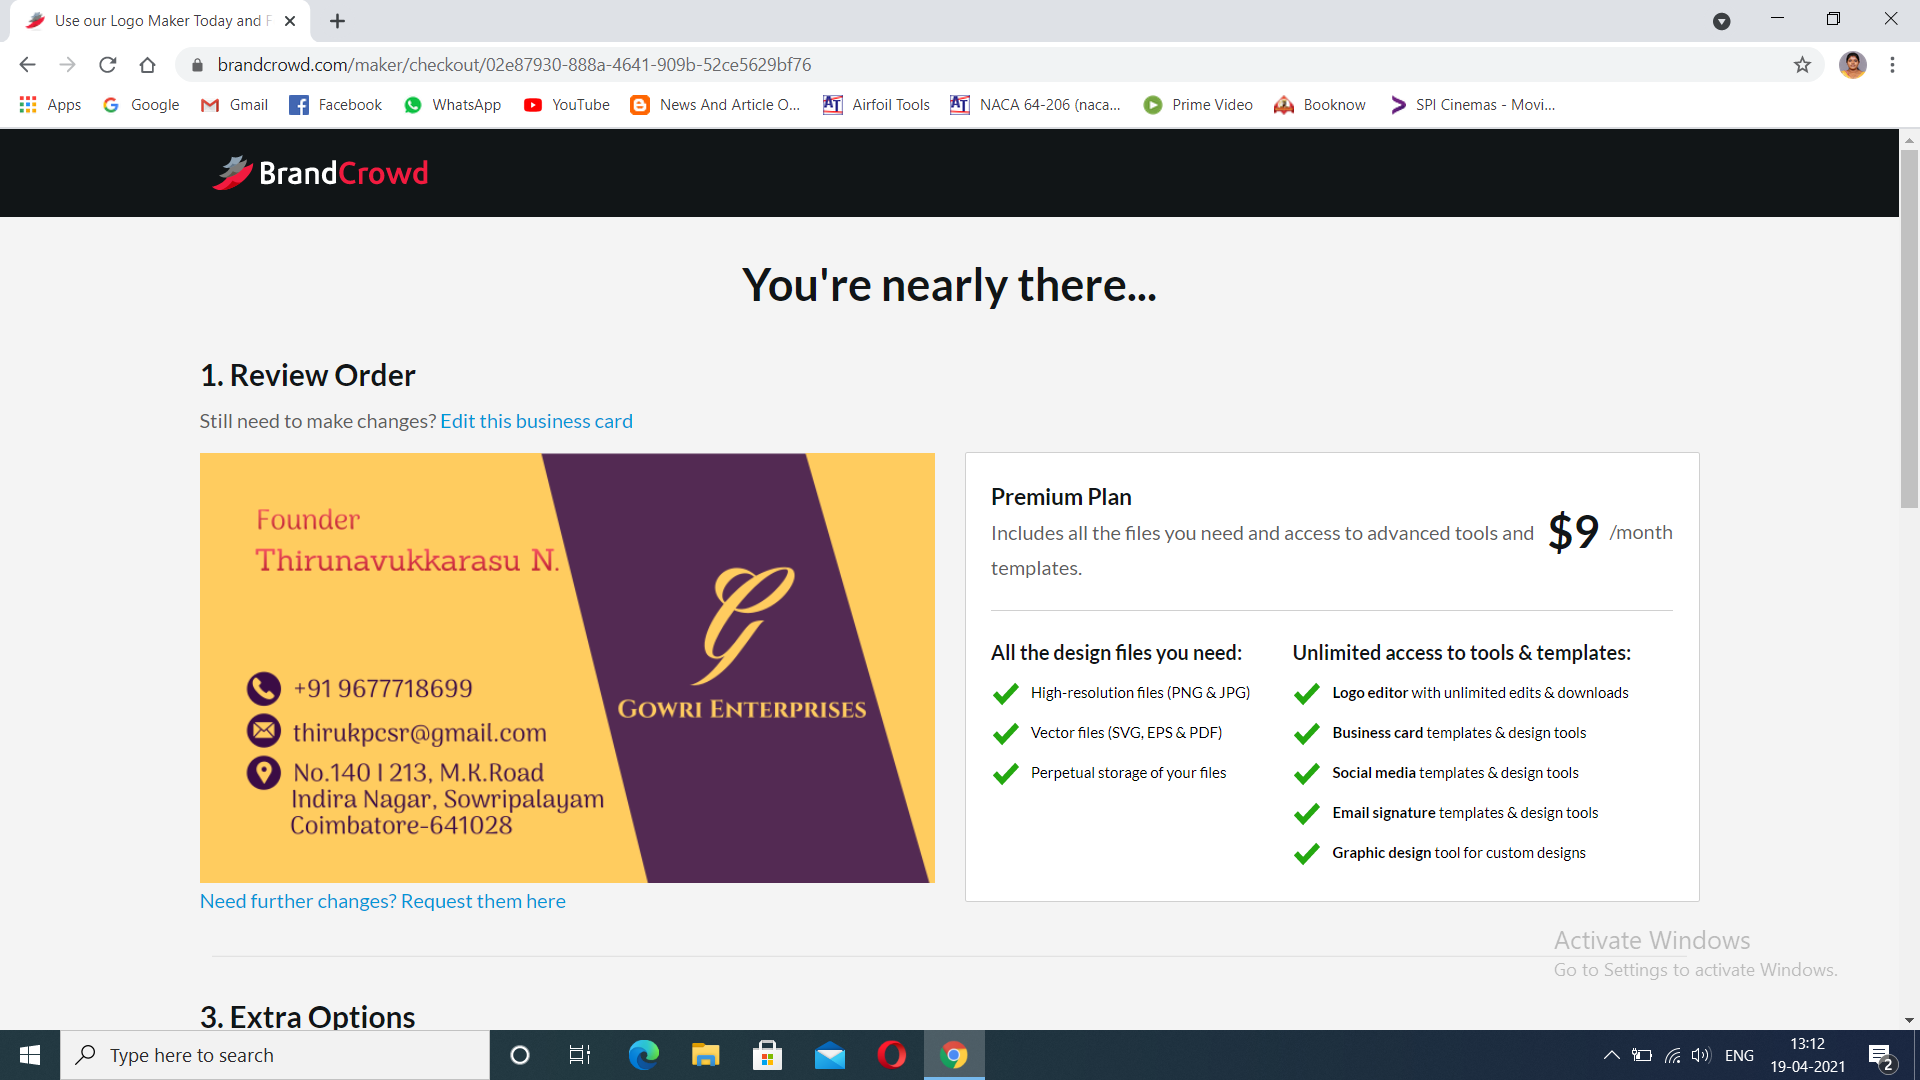 Use our Logo Maker Today and F
brandcrowd.com/maker/checkout/02e87930-888a-4641-909b-52ce5629bf76
Apps
Google
Gmail
Facebook
WhatsApp
YouTube
News And Article O...
AT Airfoil Tools
AT NACA 64-206 (naca...
Prime Video
Booknow
SPI Cinemas - Movi...
BrandCrowd
You're nearly there...
1. Review Order
Still need to make changes? Edit this business card
Founder
Thirunavukkarasu N.
+91 9677718699
thirukpcsr@gmail.com
No.140 I 213, M.K.Road
Indira Nagar, Sowripalayam
Coimbatore-641028
G
Gowri Enterprises
Need further changes? Request them here
Premium Plan
Includes all the files you need and access to advanced tools and
templates.
$9 /month
All the design files you need:
High-resolution files (PNG & JPG)
Vector files (SVG, EPS & PDF)
Perpetual storage of your files
Unlimited access to tools & templates:
Logo editor with unlimited edits & downloads
Business card templates & design tools
Social media templates & design tools
Email signature templates & design tools
Graphic design tool for custom designs
Activate Windows
Go to Settings to activate Windows.
3. Extra Options
Type here to search
ENG
13:12
19-04-2021
2